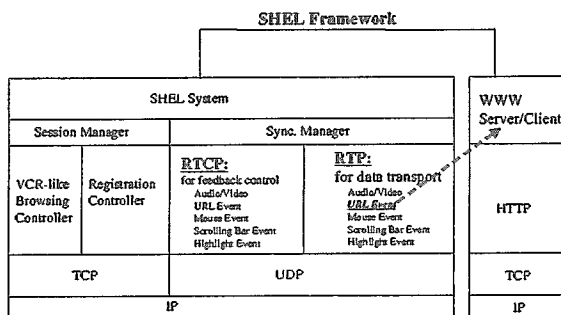 SHEL Framework
SHEL System
Session Manager
Sync. Manager
VCR-like
Browsing
Controller
Registration
Controller
RTCP:
for feedback control
Audio/Video
URL Event
Mouse Event
Scrolling Bar Event
Highlight Event
RTP:
for data transport
Audio/Video
URL Event
Mouse Event
Scrolling Bar Event
Highlight Event
TCP
UDP
IP
WWW
Server/Client
HTTP
TCP
IP